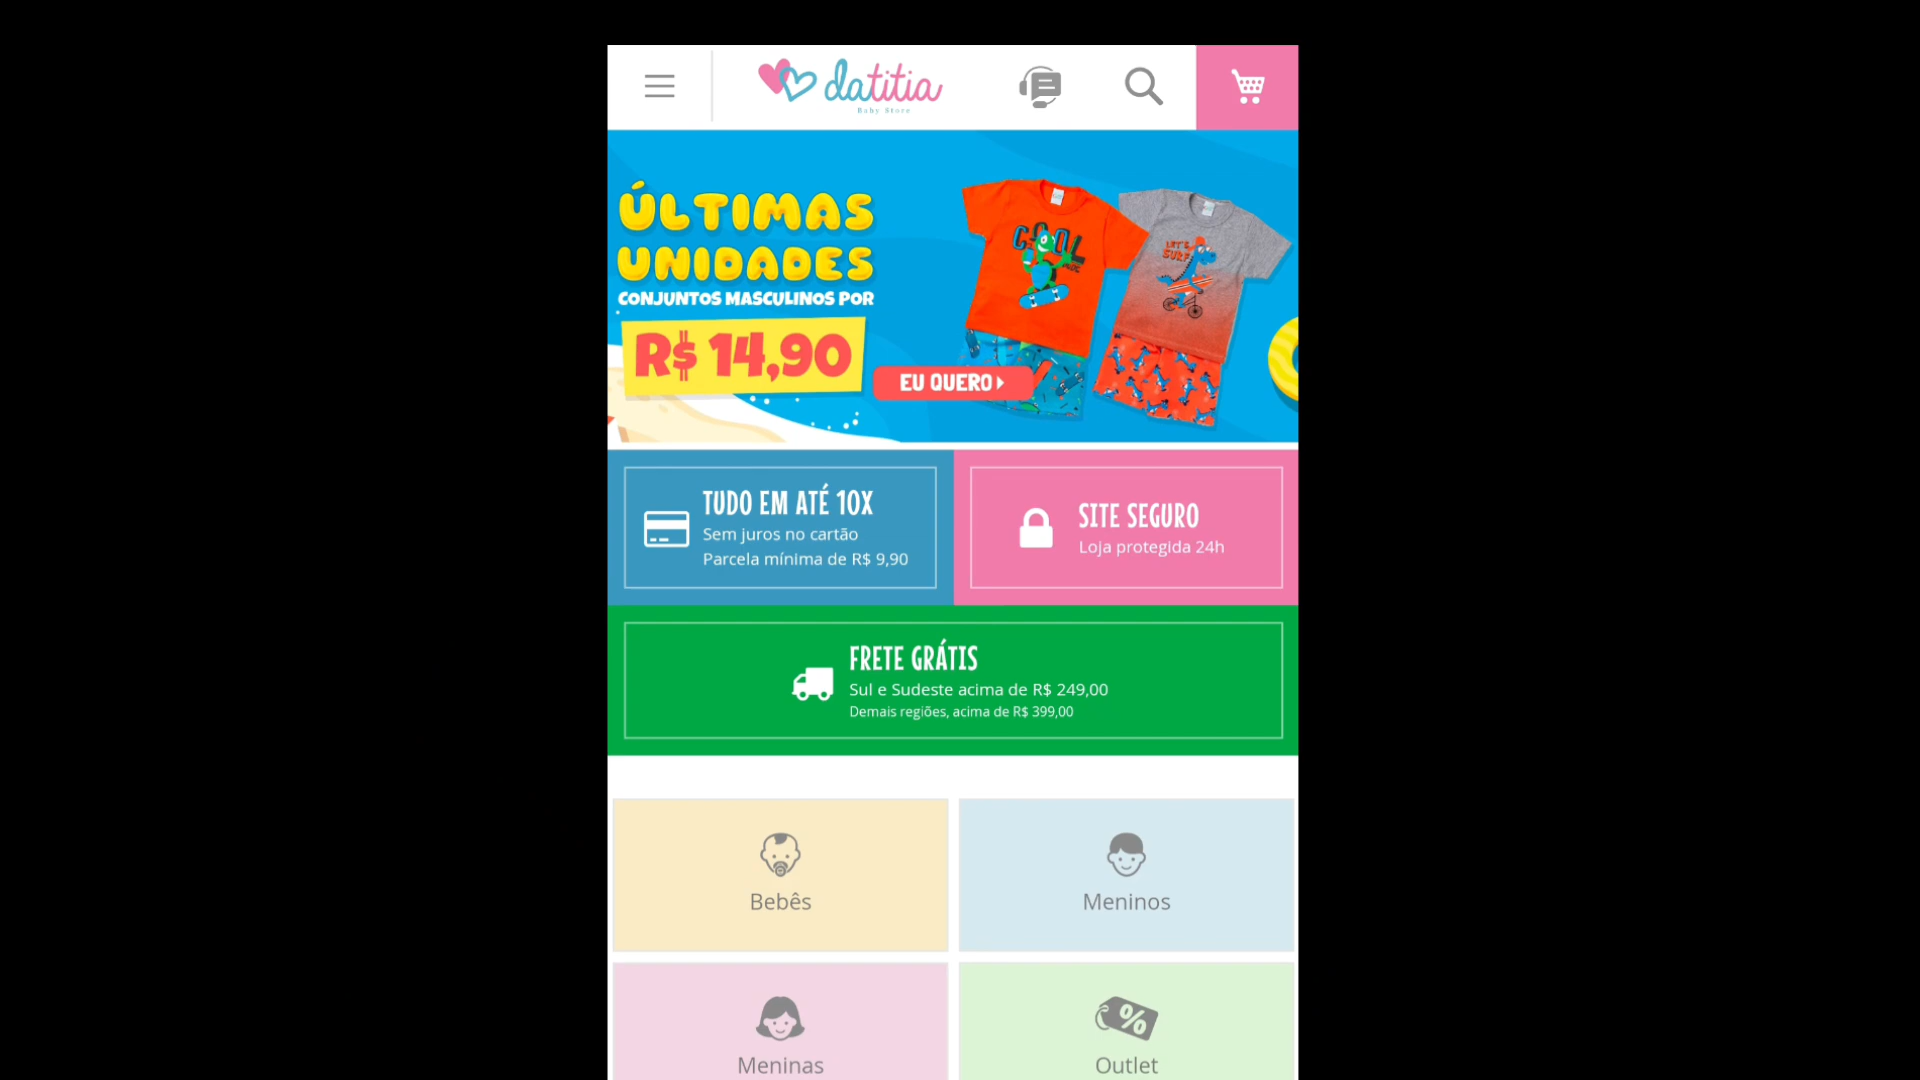 datitia
Baby Store
ÚLTIMAS
UNIDADES
CONJUNTOS MASCULINOS POR
R$ 14,90
EU QUERO
COOL
LET'S
SURF
TUDO EM ATÉ 10X
Sem juros no cartão
Parcela mínima de R$ 9,90
SITE SEGURO
Loja protegida 24h
FRETE GRÁTIS
Sul e Sudeste acima de R$ 249,00
Demais regiões, acima de R$ 399,00
Bebês
Meninos
Meninas
%
Outlet